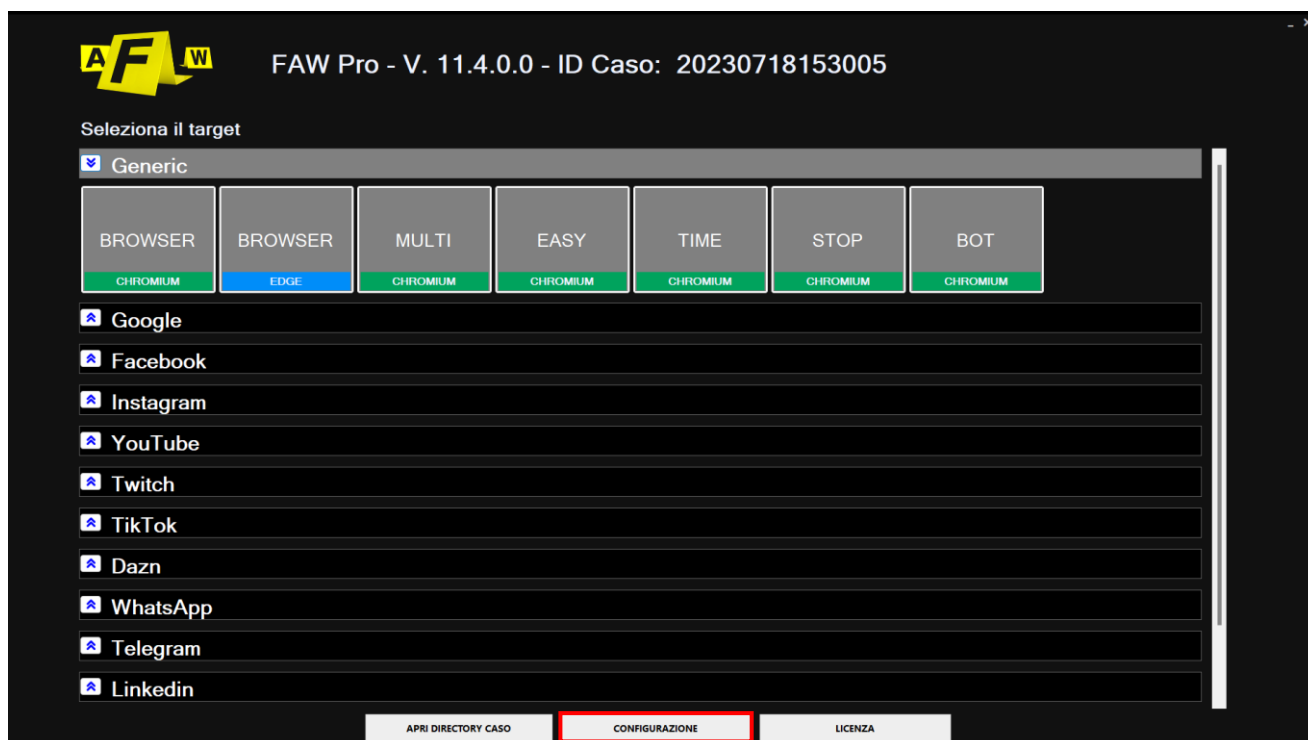 A F W
FAW Pro - V. 11.4.0.0 - ID Caso: 20230718153005
Seleziona il target
Generic
BROWSER BROWSER MULTI EASY TIME STOP BOT
CHROMIUM EDGE CHROMIUM CHROMIUM CHROMIUM CHROMIUM CHROMIUM
Google
Facebook
Instagram
YouTube
Twitch
TikTok
Dazn
WhatsApp
Telegram
Linkedin
APRI DIRECTORY CASO CONFIGURAZIONE LICENZA